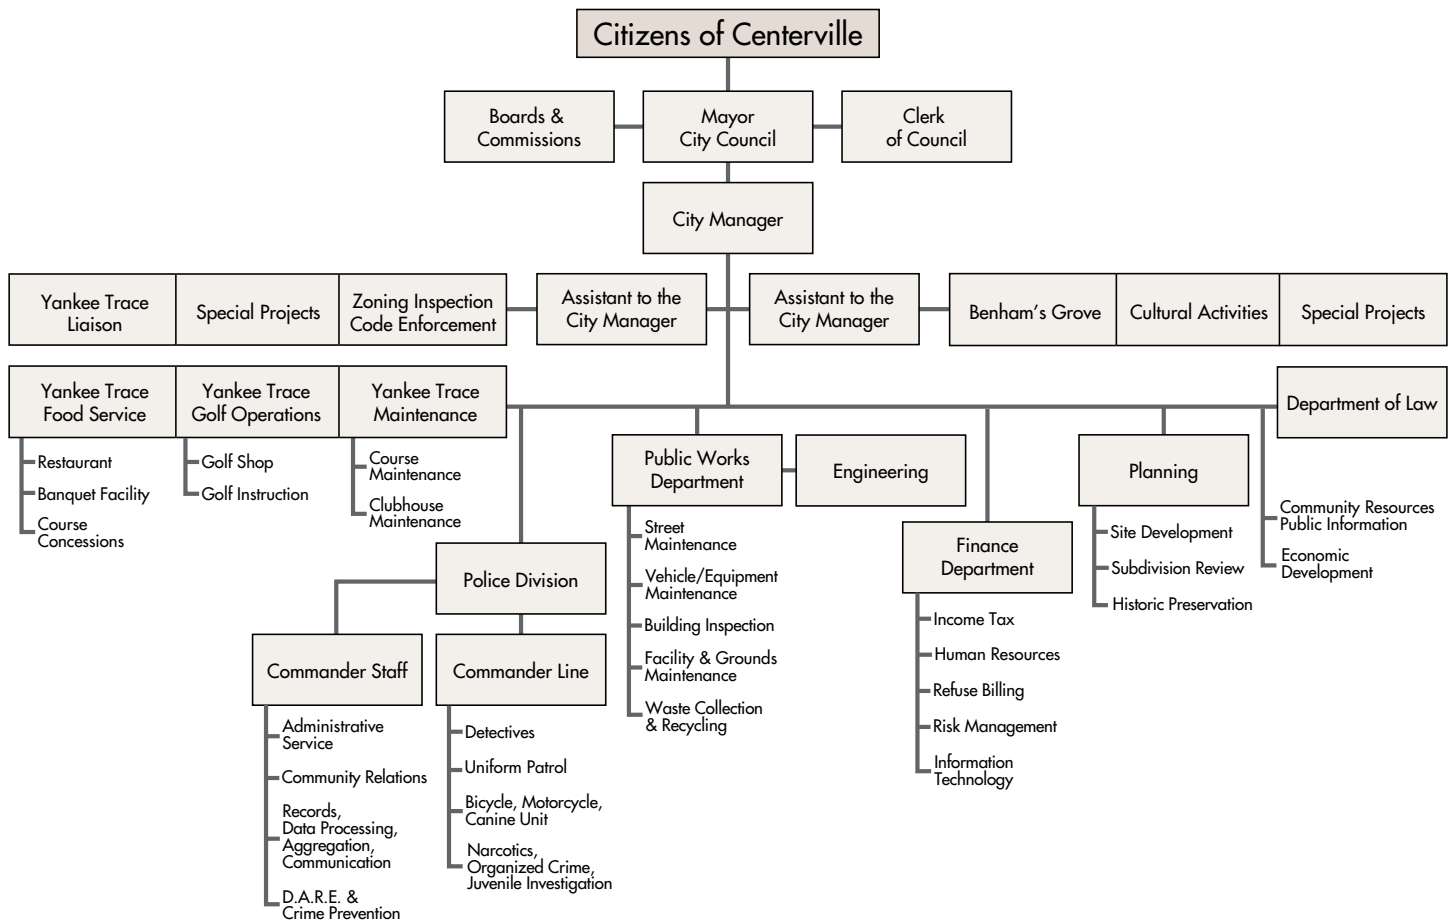 Citizens of Centerville
Boards &
Commissions
Mayor
City Council
Clerk
of Council
City Manager
Yankee Trace
Liaison
Special Projects
Zoning Inspection
Code Enforcement
Assistant to the
City Manager
Assistant to the
City Manager
Benham's Grove
Cultural Activities
Special Projects
Yankee Trace
Food Service
Yankee Trace
Golf Operations
Yankee Trace
Maintenance
Department of Law
Restaurant
Banquet Facility
Course
Concessions
Golf Shop
Golf Instruction
Course
Maintenance
Clubhouse
Maintenance
Public Works
Department
Engineering
Planning
Street
Maintenance
Vehicle/Equipment
Maintenance
Building Inspection
Facility & Grounds
Maintenance
Waste Collection
& Recycling
Finance
Department
Income Tax
Human Resources
Refuse Billing
Risk Management
Information
Technology
Site Development
Subdivision Review
Historic Preservation
Community Resources
Public Information
Economic
Development
Police Division
Commander Staff
Commander Line
Administrative
Service
Community Relations
Records,
Data Processing,
Aggregation,
Communication
D.A.R.E. &
Crime Prevention
Detectives
Uniform Patrol
Bicycle, Motorcycle,
Canine Unit
Narcotics,
Organized Crime,
Juvenile Investigation